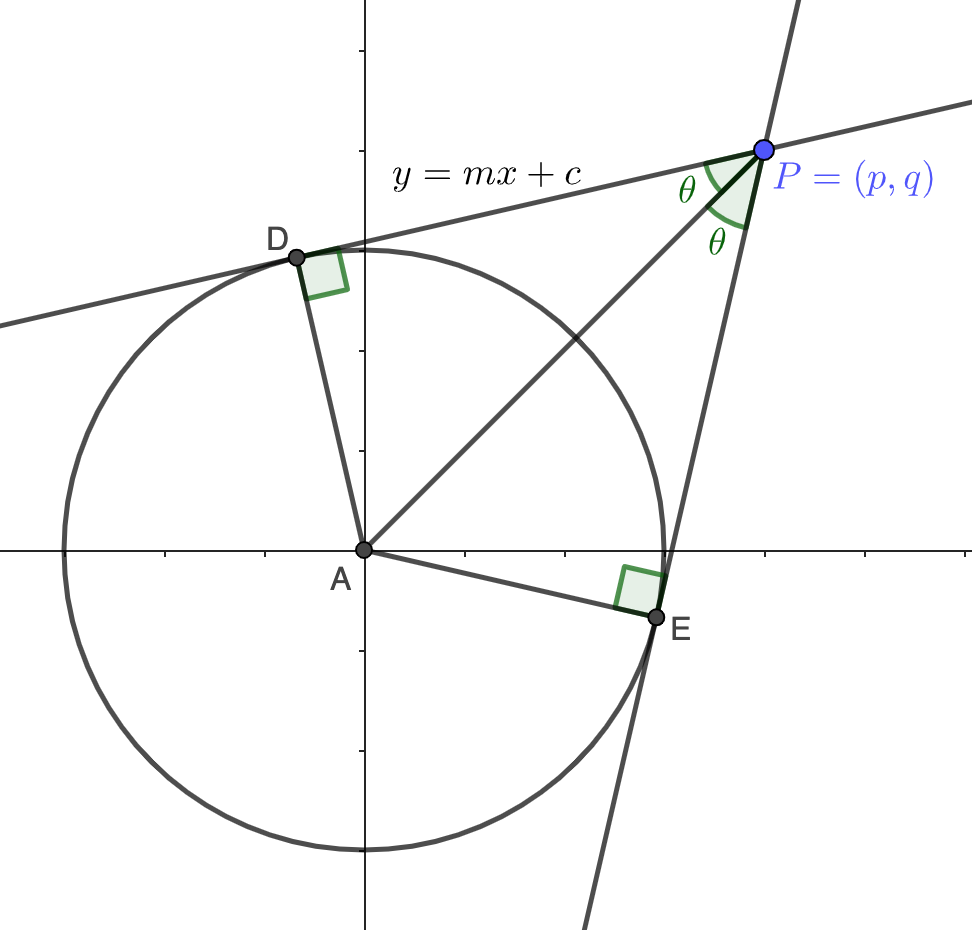 y = mx + c
P = (p, q)
θ
θ
D
A
E